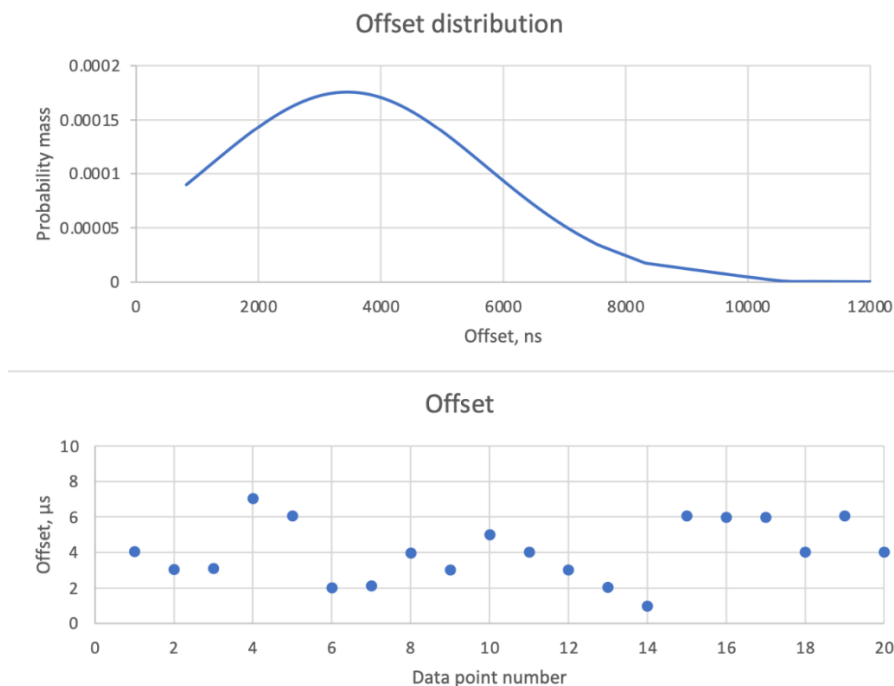 Offset distribution
0.0002
0.00015
0.0001
0.00005
0
Probability mass
0 2000 4000 6000 8000 10000 12000
Offset, ns
Offset
10
8
6
4
2
0
Offset, µs
0 2 4 6 8 10 12 14 16 18 20
Data point number